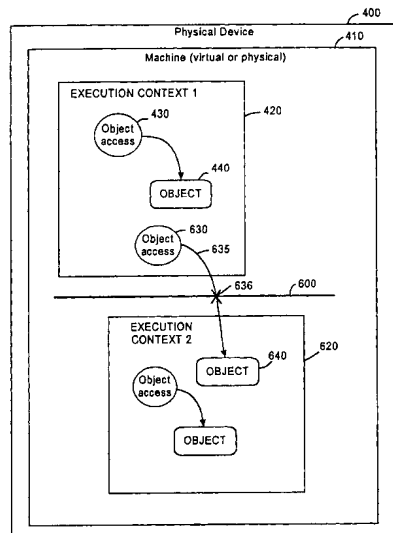 400
Physical Device
410
Machine (virtual or physical)
EXECUTION CONTEXT 1
420
430
Object
access
440
OBJECT
630
Object
access
635
636
600
EXECUTION
CONTEXT 2
620
640
OBJECT
Object
access
OBJECT